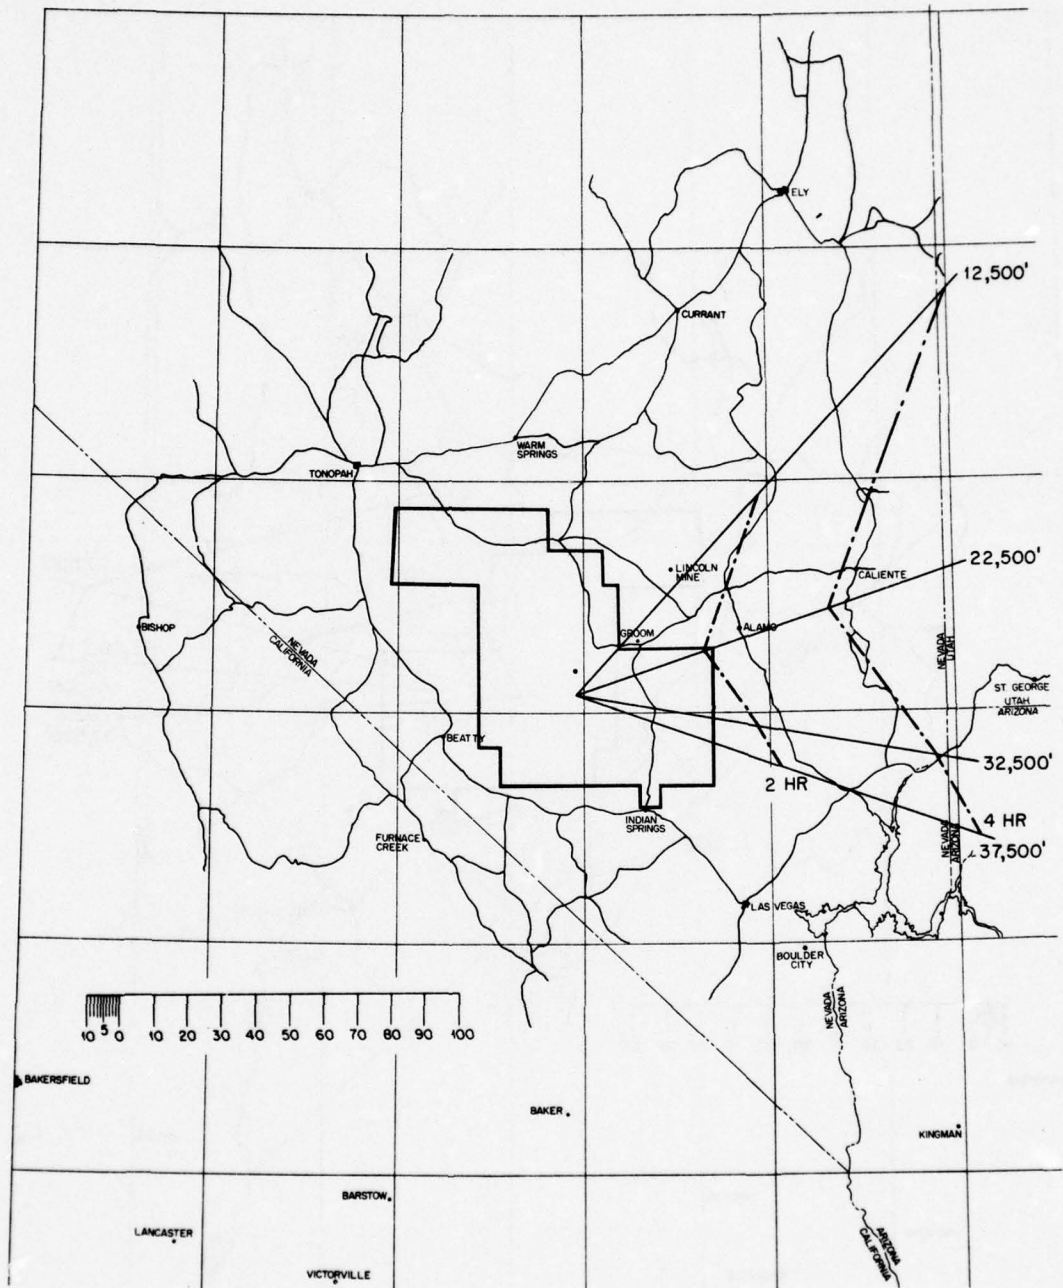 ELY
12,500'
CURRANT
WARM
SPRINGS
TONOPAH
LINCOLN
MINE
22,500'
CALIENTE
BISHOP
NEVADA
CALIFORNIA
GROOM
ALAMO
NEVADA
UTAH
ST. GEORGE
UTAH
ARIZONA
BEATTY
32,500'
2 HR
INDIAN
SPRINGS
4 HR
FURNACE
CREEK
NEVADA
ARIZONA
37,500'
LAS VEGAS
BOULDER
CITY
NEVADA
ARIZONA
10 5 0 10 20 30 40 50 60 70 80 90 100
BAKERSFIELD
BAKER
KINGMAN
BARSTOW
LANCASTER
ARIZONA
CALIFORNIA
VICTORVILLE